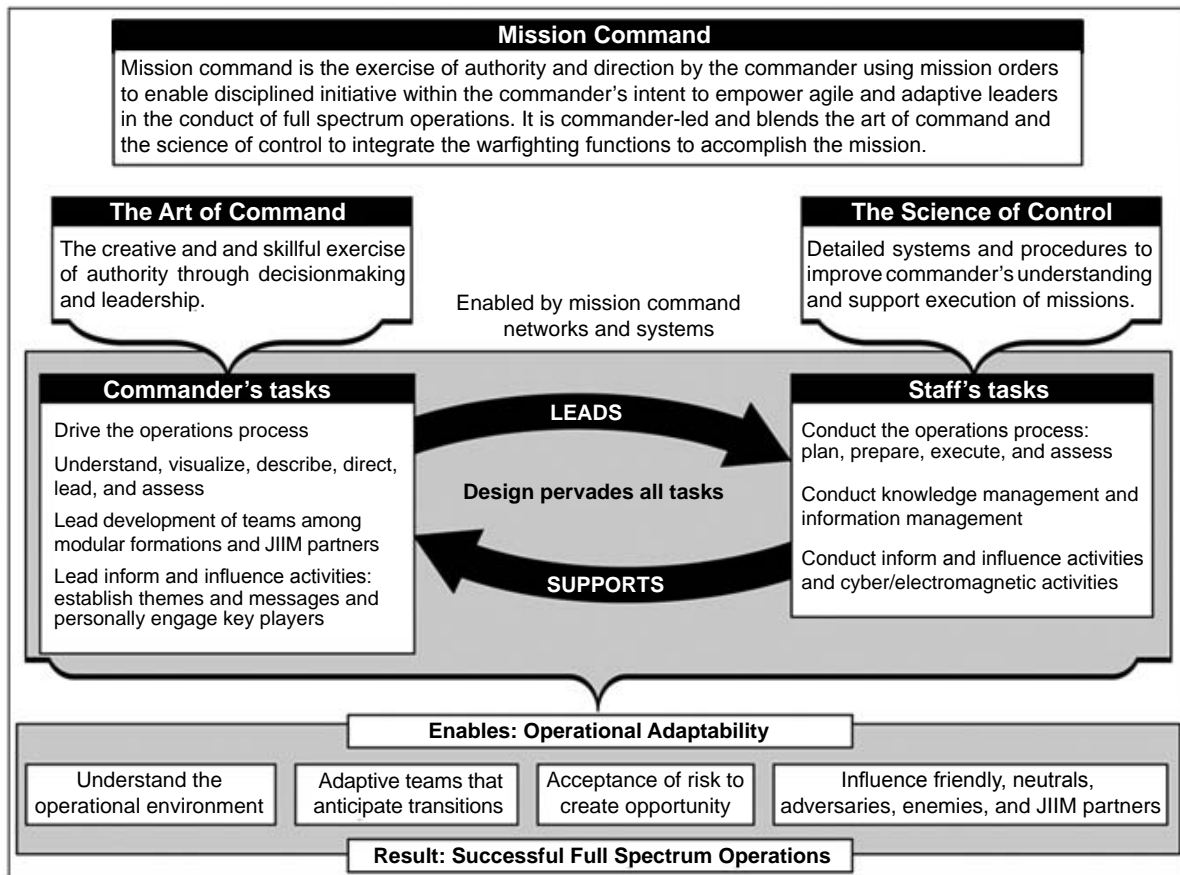 Mission Command
Mission command is the exercise of authority and direction by the commander using mission orders
to enable disciplined initiative within the commander's intent to empower agile and adaptive leaders
in the conduct of full spectrum operations. It is commander-led and blends the art of command and
the science of control to integrate the warfighting functions to accomplish the mission.
The Art of Command
The creative and and skillful exercise
of authority through decisionmaking
and leadership.
The Science of Control
Detailed systems and procedures to
improve commander's understanding
and support execution of missions.
Enabled by mission command
networks and systems
Commander's tasks
Drive the operations process
Understand, visualize, describe, direct,
lead, and assess
Lead development of teams among
modular formations and JIIM partners
Lead inform and influence activities:
establish themes and messages and
personally engage key players
LEADS
Design pervades all tasks
SUPPORTS
Staff's tasks
Conduct the operations process:
plan, prepare, execute, and assess
Conduct knowledge management and
information management
Conduct inform and influence activities
and cyber/electromagnetic activities
Enables: Operational Adaptability
Understand the
operational environment
Adaptive teams that
anticipate transitions
Acceptance of risk to
create opportunity
Influence friendly, neutrals,
adversaries, enemies, and JIIM partners
Result: Successful Full Spectrum Operations